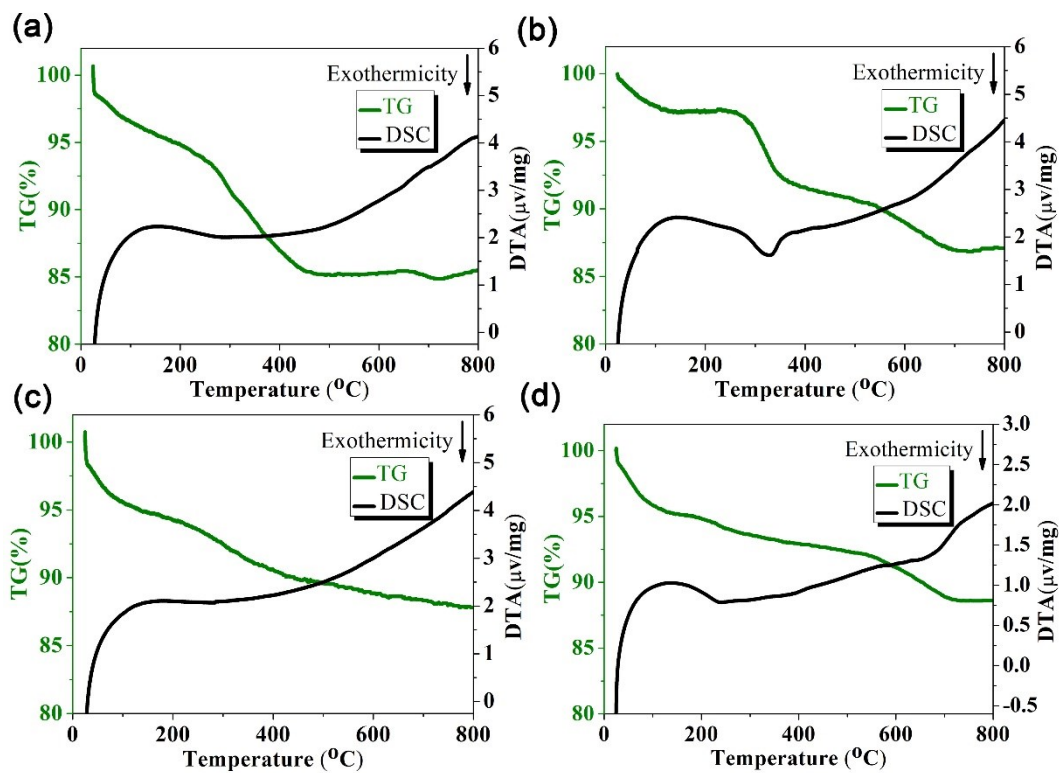 (a)
Exothermicity
TG
DSC
TG(%)
100
95
90
85
80
DTA(μv/mg)
6
5
4
3
2
1
0
0 200 400 600 800
Temperature (⁰C)
(b)
Exothermicity
TG
DSC
TG(%)
100
95
90
85
80
DTA(μv/mg)
6
5
4
3
2
1
0
0 200 400 600 800
Temperature (⁰C)
(c)
Exothermicity
TG
DSC
TG(%)
100
95
90
85
80
DTA(μv/mg)
6
5
4
3
2
1
0
0 200 400 600 800
Temperature (⁰C)
(d)
Exothermicity
TG
DSC
TG(%)
100
95
90
85
80
DTA(μv/mg)
3.0
2.5
2.0
1.5
1.0
0.5
0.0
-0.5
0 200 400 600 800
Temperature (⁰C)